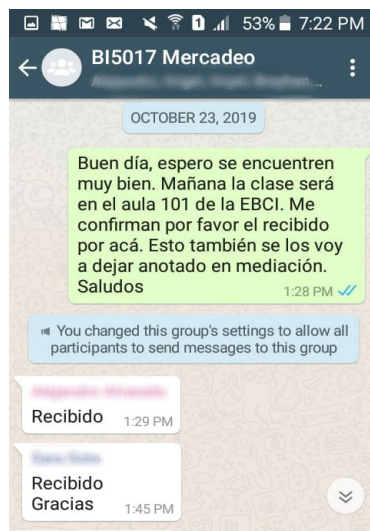 1 53% 7:22 PM
BI5017 Mercadeo
OCTOBER 23, 2019
Buen día, espero se encuentren
muy bien. Mañana la clase será
en el aula 101 de la EBCI. Me
confirman por favor el recibido
por acá. Esto también se los voy
a dejar anotado en mediación.
Saludos
1:28 PM
You changed this group's settings to allow all
participants to send messages to this group
Recibido 1:29 PM
Recibido
Gracias 1:45 PM